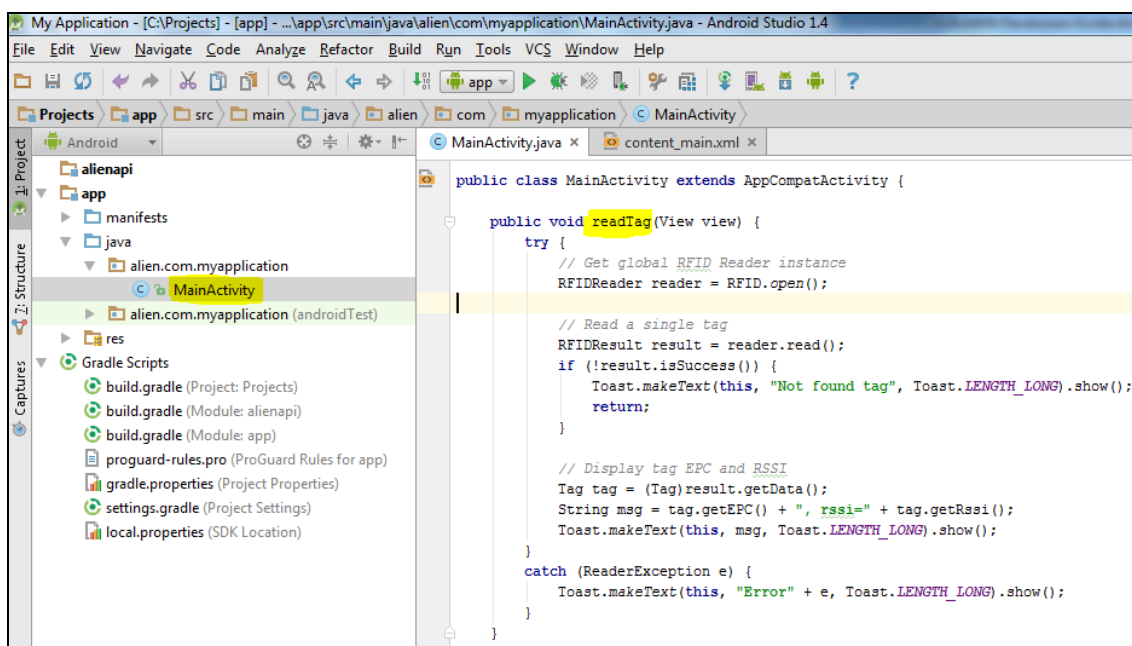 My Application - [C:\Projects] - [app] - ...\app\src\main\java\alien\com\myapplication\MainActivity.java - Android Studio 1.4
File Edit View Navigate Code Analyze Refactor Build Run Tools VCS Window Help
app
Projects app src main java alien com myapplication MainActivity
1: Project
7: Structure
Captures
Android
alienapi
app
manifests
java
alien.com.myapplication
MainActivity
alien.com.myapplication (androidTest)
res
Gradle Scripts
build.gradle (Project: Projects)
build.gradle (Module: alienapi)
build.gradle (Module: app)
proguard-rules.pro (ProGuard Rules for app)
gradle.properties (Project Properties)
settings.gradle (Project Settings)
local.properties (SDK Location)
MainActivity.java content_main.xml
public class MainActivity extends AppCompatActivity {
public void readTag(View view) {
try {
// Get global RFID Reader instance
RFIDReader reader = RFID.open();
// Read a single tag
RFIDResult result = reader.read();
if (!result.isSuccess()) {
Toast.makeText(this, "Not found tag", Toast.LENGTH_LONG).show();
return;
}
// Display tag EPC and RSSI
Tag tag = (Tag)result.getData();
String msg = tag.getEPC() + ", rssi=" + tag.getRssi();
Toast.makeText(this, msg, Toast.LENGTH_LONG).show();
}
catch (ReaderException e) {
Toast.makeText(this, "Error" + e, Toast.LENGTH_LONG).show();
}
}